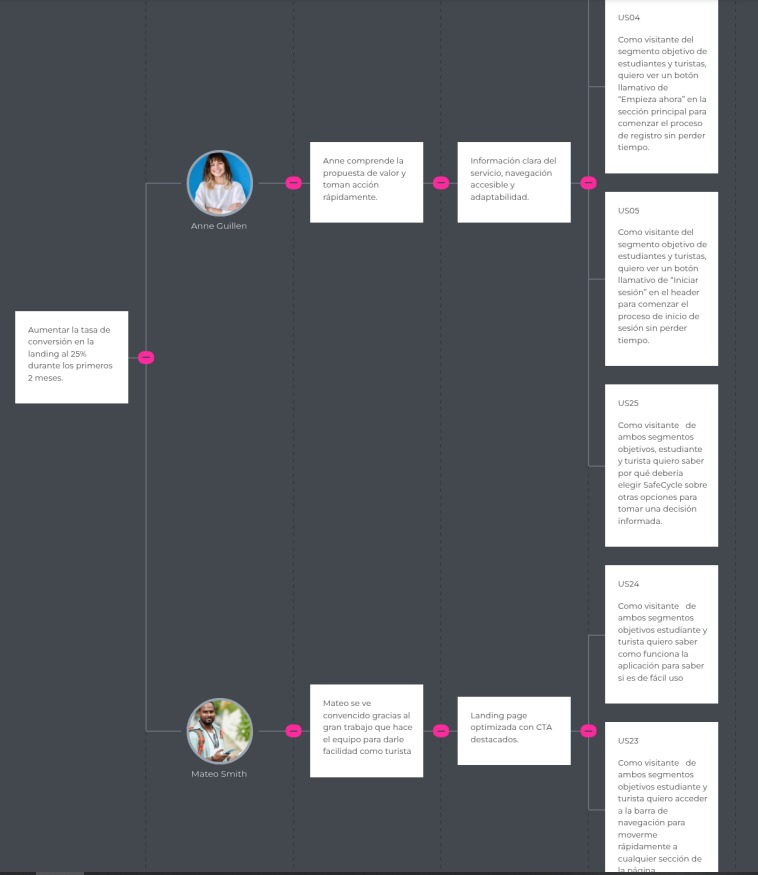 US04
Como visitante del
segmento objetivo de
estudiantes y turistas,
quiero ver un botón
llamativo de
"Empieza ahora" en la
sección principal para
comenzar el proceso
de registro sin perder
tiempo.
Anne comprende la
propuesta de valor y
toman acción
rápidamente.
Información clara del
servicio, navegación
accesible y
adaptabilidad.
Anne Guillen
US05
Como visitante del
segmento objetivo de
estudiantes y turistas,
quiero ver un botón
llamativo de "Iniciar
sesión" en el header
para comenzar el
proceso de inicio de
sesión sin perder
tiempo.
Aumentar la tasa de
conversión en la
landing al 25%
durante los primeros
2 meses.
US25
Como visitante de
ambos segmentos
objetivos, estudiante
y turista quiero saber
por qué debería
elegir SafeCycle sobre
otras opciones para
tomar una decisión
informada.
US24
Como visitante de
ambos segmentos
objetivos estudiante y
turista quiero saber
como funciona la
aplicación para saber
si es de fácil uso
Mateo se ve
convencido gracias al
gran trabajo que hace
el equipo para darle
facilidad como turista
Landing page
optimizada con CTA
destacados.
Mateo Smith
US23
Como visitante de
ambos segmentos
objetivos estudiante y
turista quiero acceder
a la barra de
navegación para
moverme
rápidamente a
cualquier sección de
la página